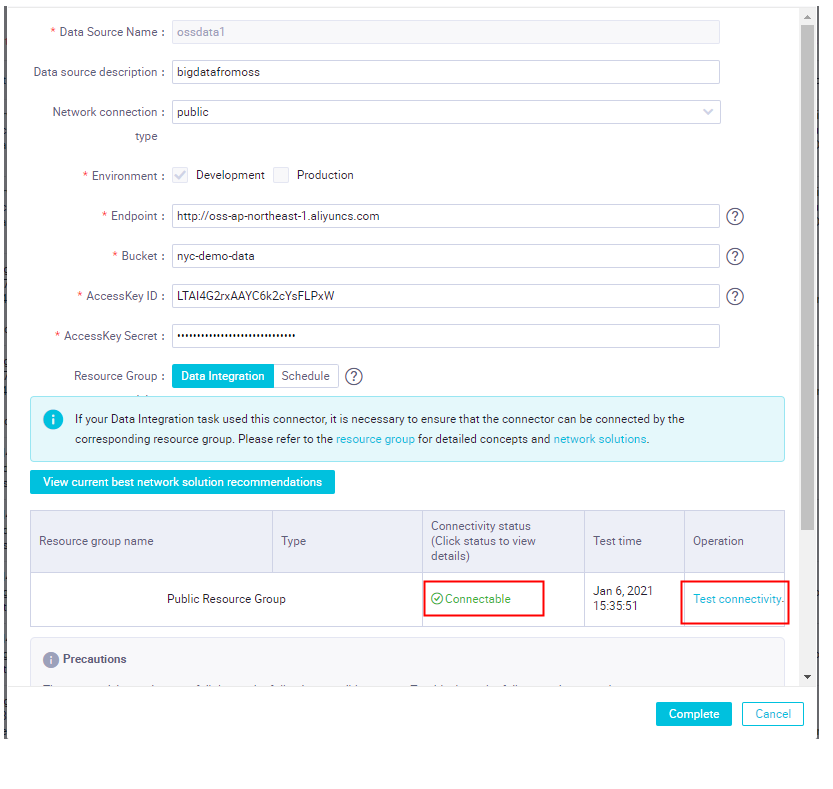 * Data Source Name : ossdata1
Data source description : bigdatafromoss
Network connection : public
type
* Environment : Development Production
* Endpoint : http://oss-ap-northeast-1.aliyuncs.com
* Bucket : nyc-demo-data
* AccessKey ID : LTAI4G2rxAAYC6k2cYsFLPxW
* AccessKey Secret : ••••••••••••••••••••••••••••••
Resource Group : Data Integration Schedule
If your Data Integration task used this connector, it is necessary to ensure that the connector can be connected by the
corresponding resource group. Please refer to the resource group for detailed concepts and network solutions.
View current best network solution recommendations
Connectivity status
Resource group name Type (Click status to view Test time Operation
details)
Public Resource Group Connectable Jan 6, 2021 Test connectivity
15:35:51
Precautions
Complete Cancel